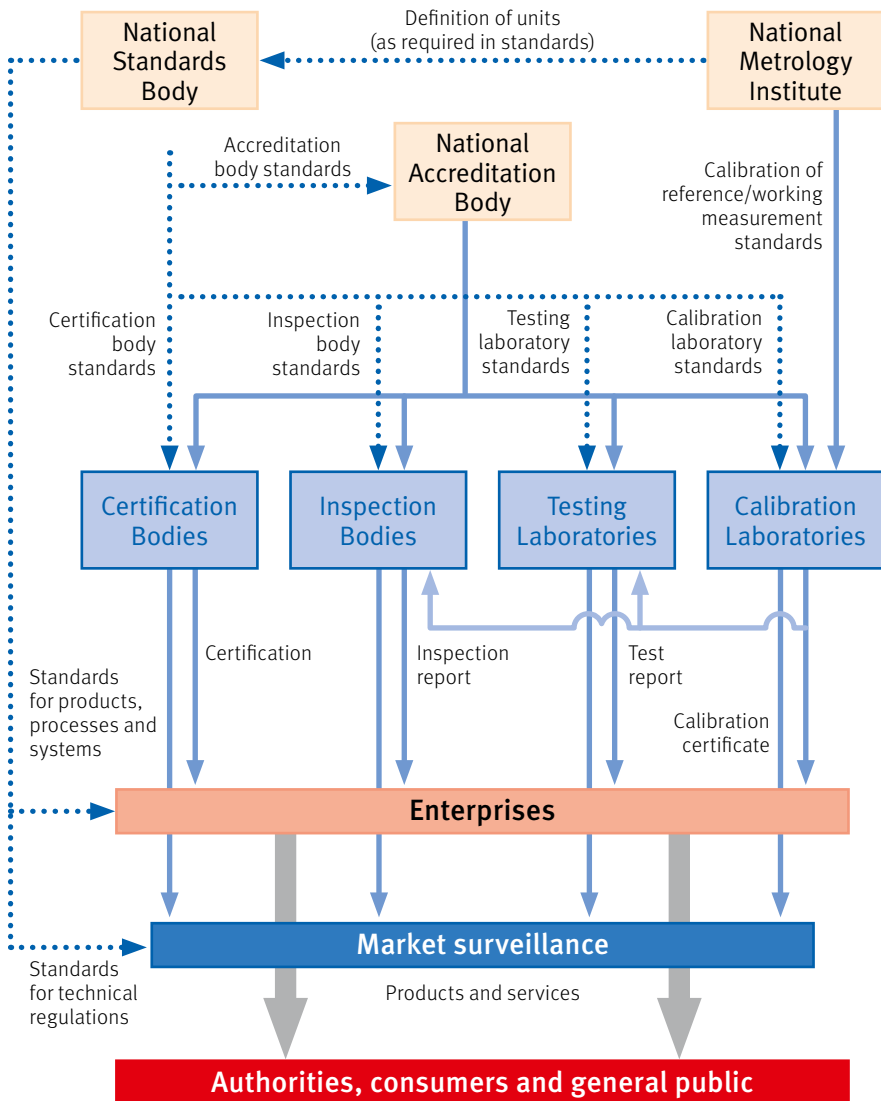 National
Standards
Body
Definition of units
(as required in standards)
National
Metrology
Institute
Accreditation
body standards
National
Accreditation
Body
Calibration of
reference/working
measurement
standards
Certification
body
standards
Inspection
body
standards
Testing
laboratory
standards
Calibration
laboratory
standards
Certification
Bodies
Inspection
Bodies
Testing
Laboratories
Calibration
Laboratories
Standards
for products,
processes and
systems
Certification
Inspection
report
Test
report
Calibration
certificate
Enterprises
Market surveillance
Standards
for technical
regulations
Products and services
Authorities, consumers and general public